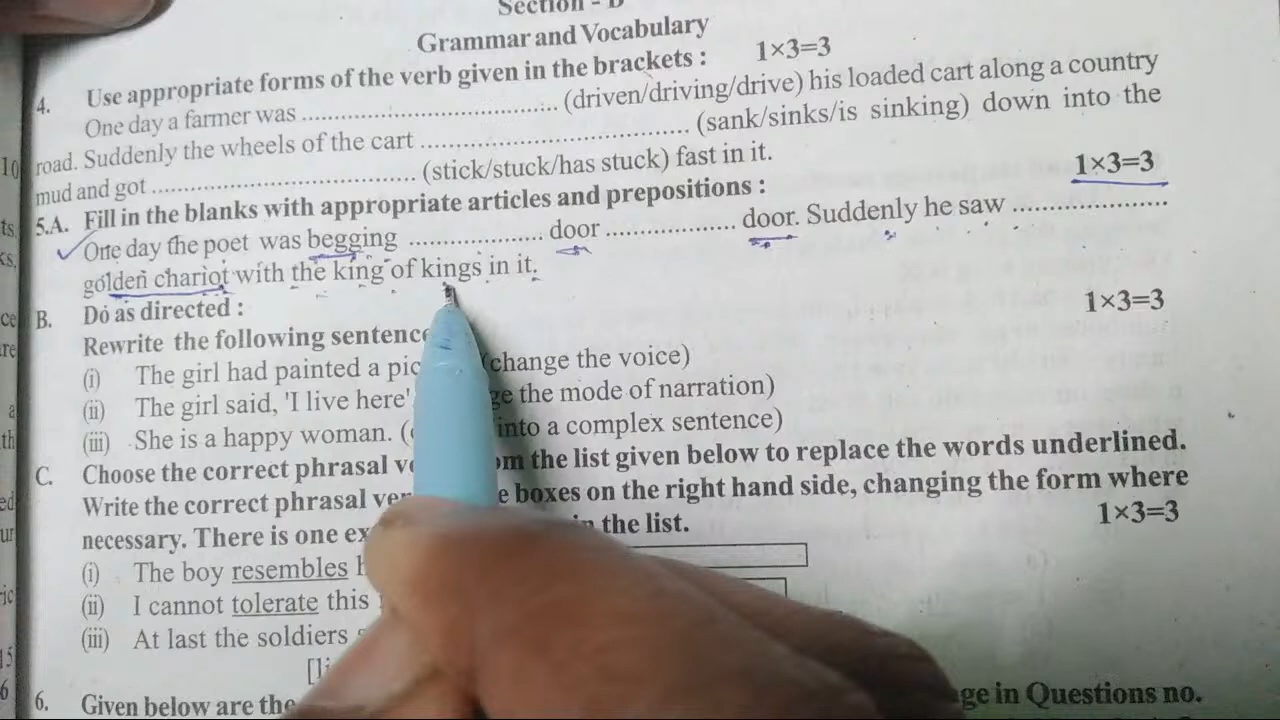 Section - B
Grammar and Vocabulary
4. Use appropriate forms of the verb given in the brackets : 1×3=3
One day a farmer was .............................................. (driven/driving/drive) his loaded cart along a country
road. Suddenly the wheels of the cart ................................................ (sank/sinks/is sinking) down into the
mud and got ............................................... (stick/stuck/has stuck) fast in it.
5.A. Fill in the blanks with appropriate articles and prepositions : 1×3=3
One day the poet was begging ....................... door ...................... door. Suddenly he saw ..........................
golden chariot with the king of kings in it.
B. Do as directed : 1×3=3
Rewrite the following
(i) The girl had painted a (change the voice)
(ii) The girl said, 'I live here' the mode of narration)
(iii) She is a happy woman. ( into a complex sentence)
C. Choose the correct phrasal the list given below to replace the words underlined.
Write the correct phrasal boxes on the right hand side, changing the form where
necessary. There is one the list. 1×3=3
(i) The boy resembles
(ii) I cannot tolerate this
(iii) At last the soldiers
6. Given below are the in Questions no.
10
15
6